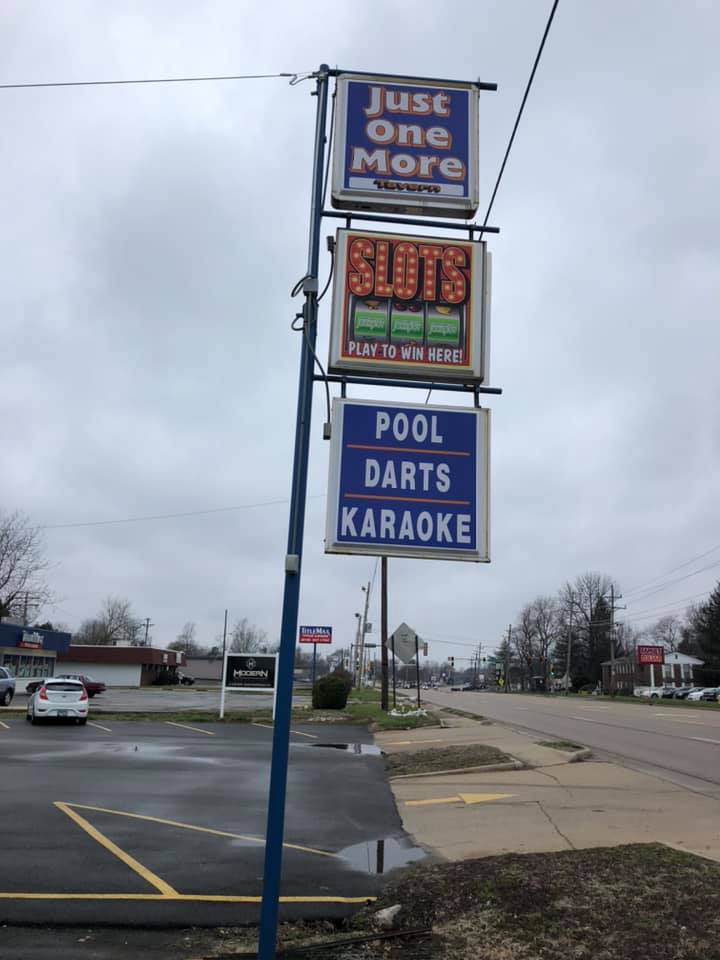 Just
One
More
Tavern
SLOTS
PLAY TO WIN HERE!
POOL
DARTS
KARAOKE
TITLEMAX
MODERN